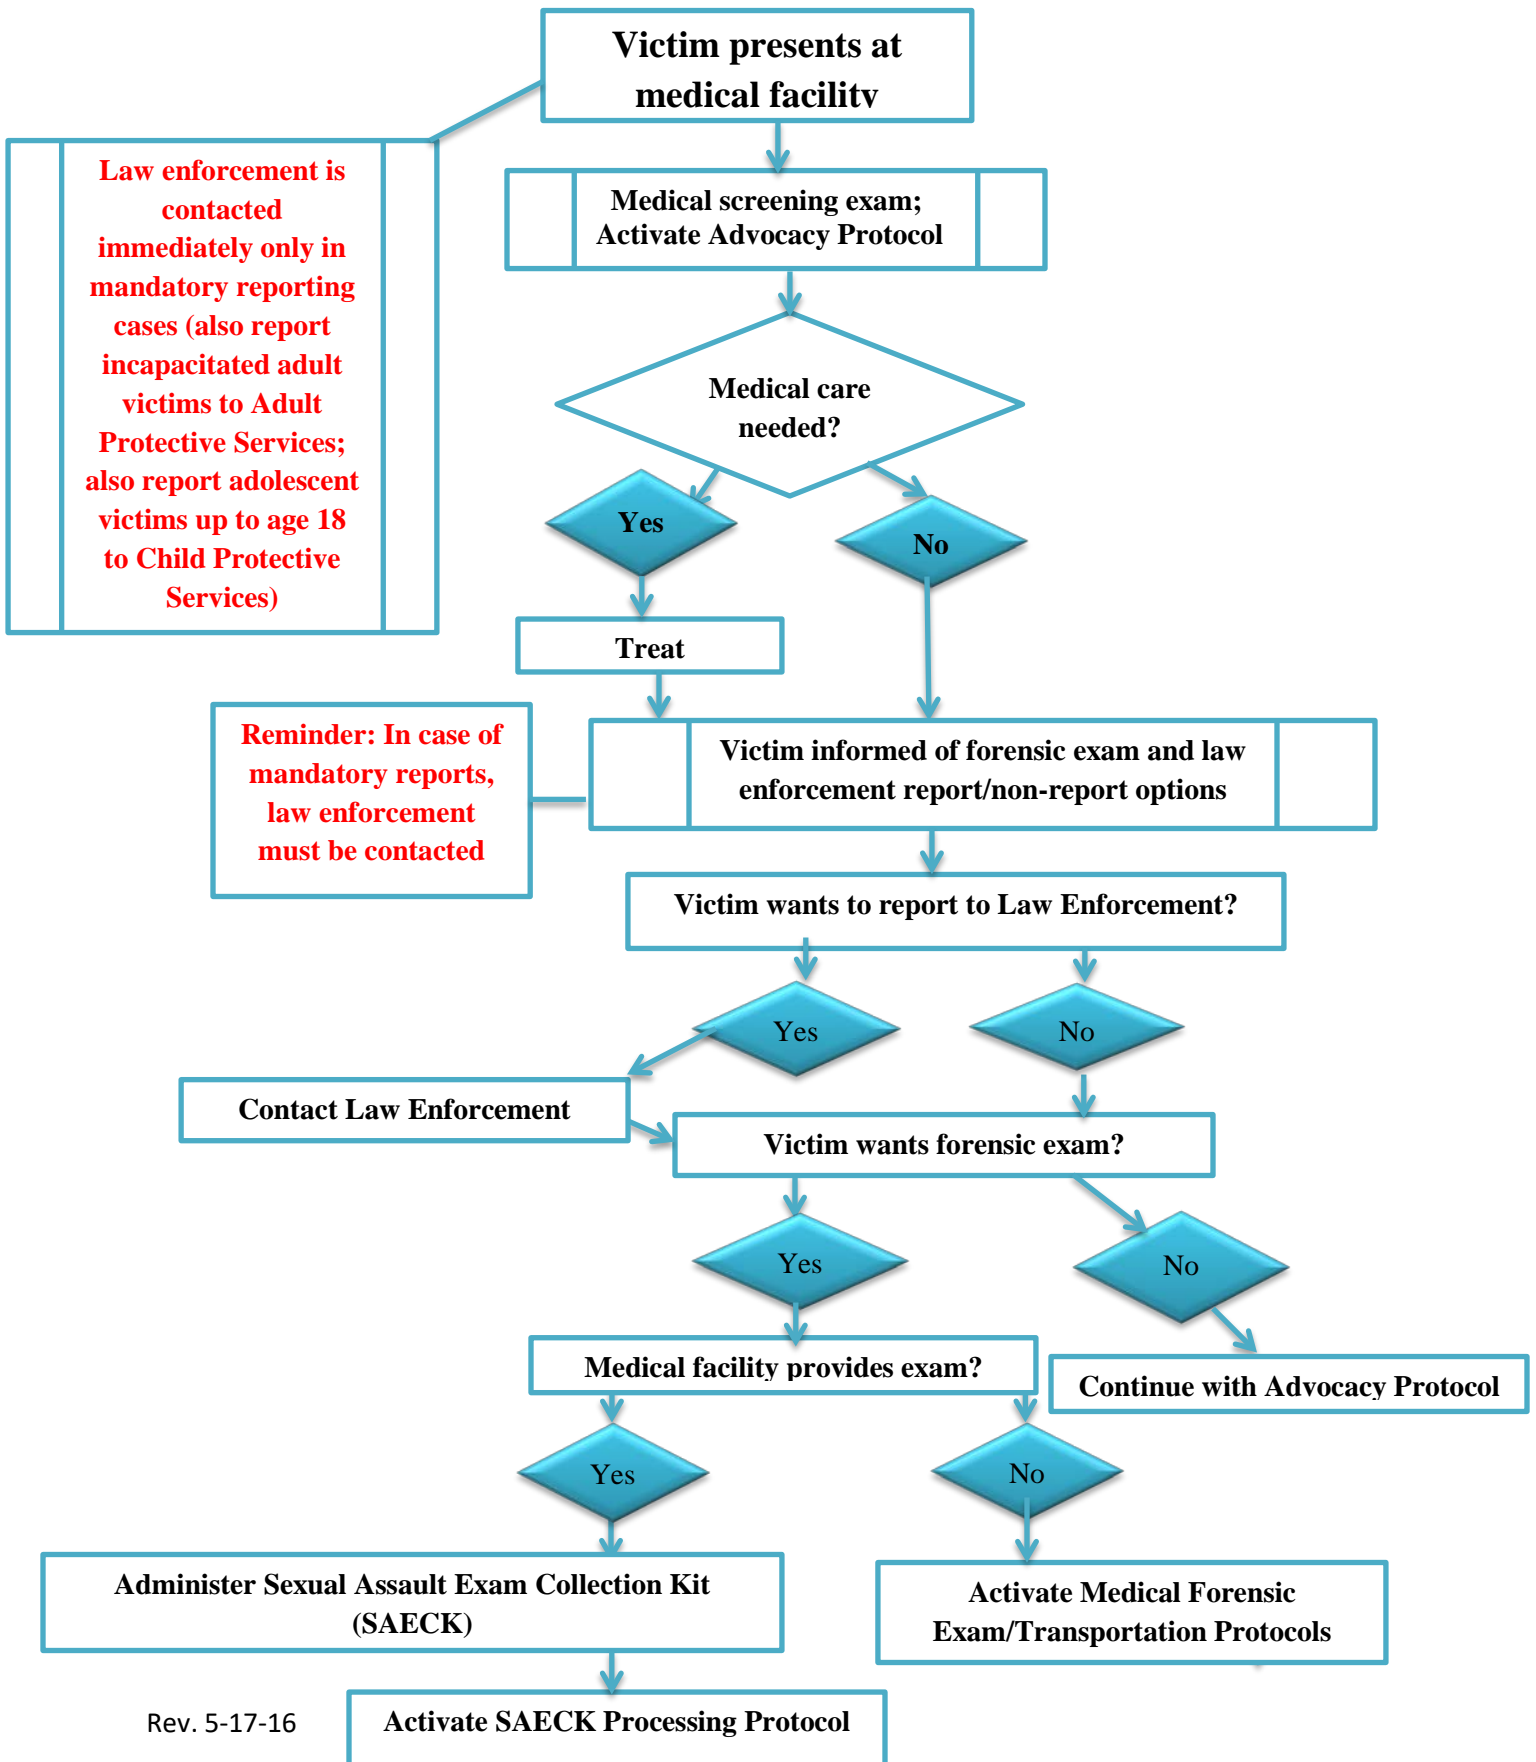 Victim presents at
medical facility
Law enforcement is
contacted
immediately only in
mandatory reporting
cases (also report
incapacitated adult
victims to Adult
Protective Services;
also report adolescent
victims up to age 18
to Child Protective
Services)
Medical screening exam;
Activate Advocacy Protocol
Medical care
needed?
Yes
No
Treat
Reminder: In case of
mandatory reports,
law enforcement
must be contacted
Victim informed of forensic exam and law
enforcement report/non-report options
Victim wants to report to Law Enforcement?
Yes
No
Contact Law Enforcement
Victim wants forensic exam?
Yes
No
Medical facility provides exam?
Continue with Advocacy Protocol
Yes
No
Administer Sexual Assault Exam Collection Kit
(SAECK)
Activate Medical Forensic
Exam/Transportation Protocols
Activate SAECK Processing Protocol
Rev. 5-17-16